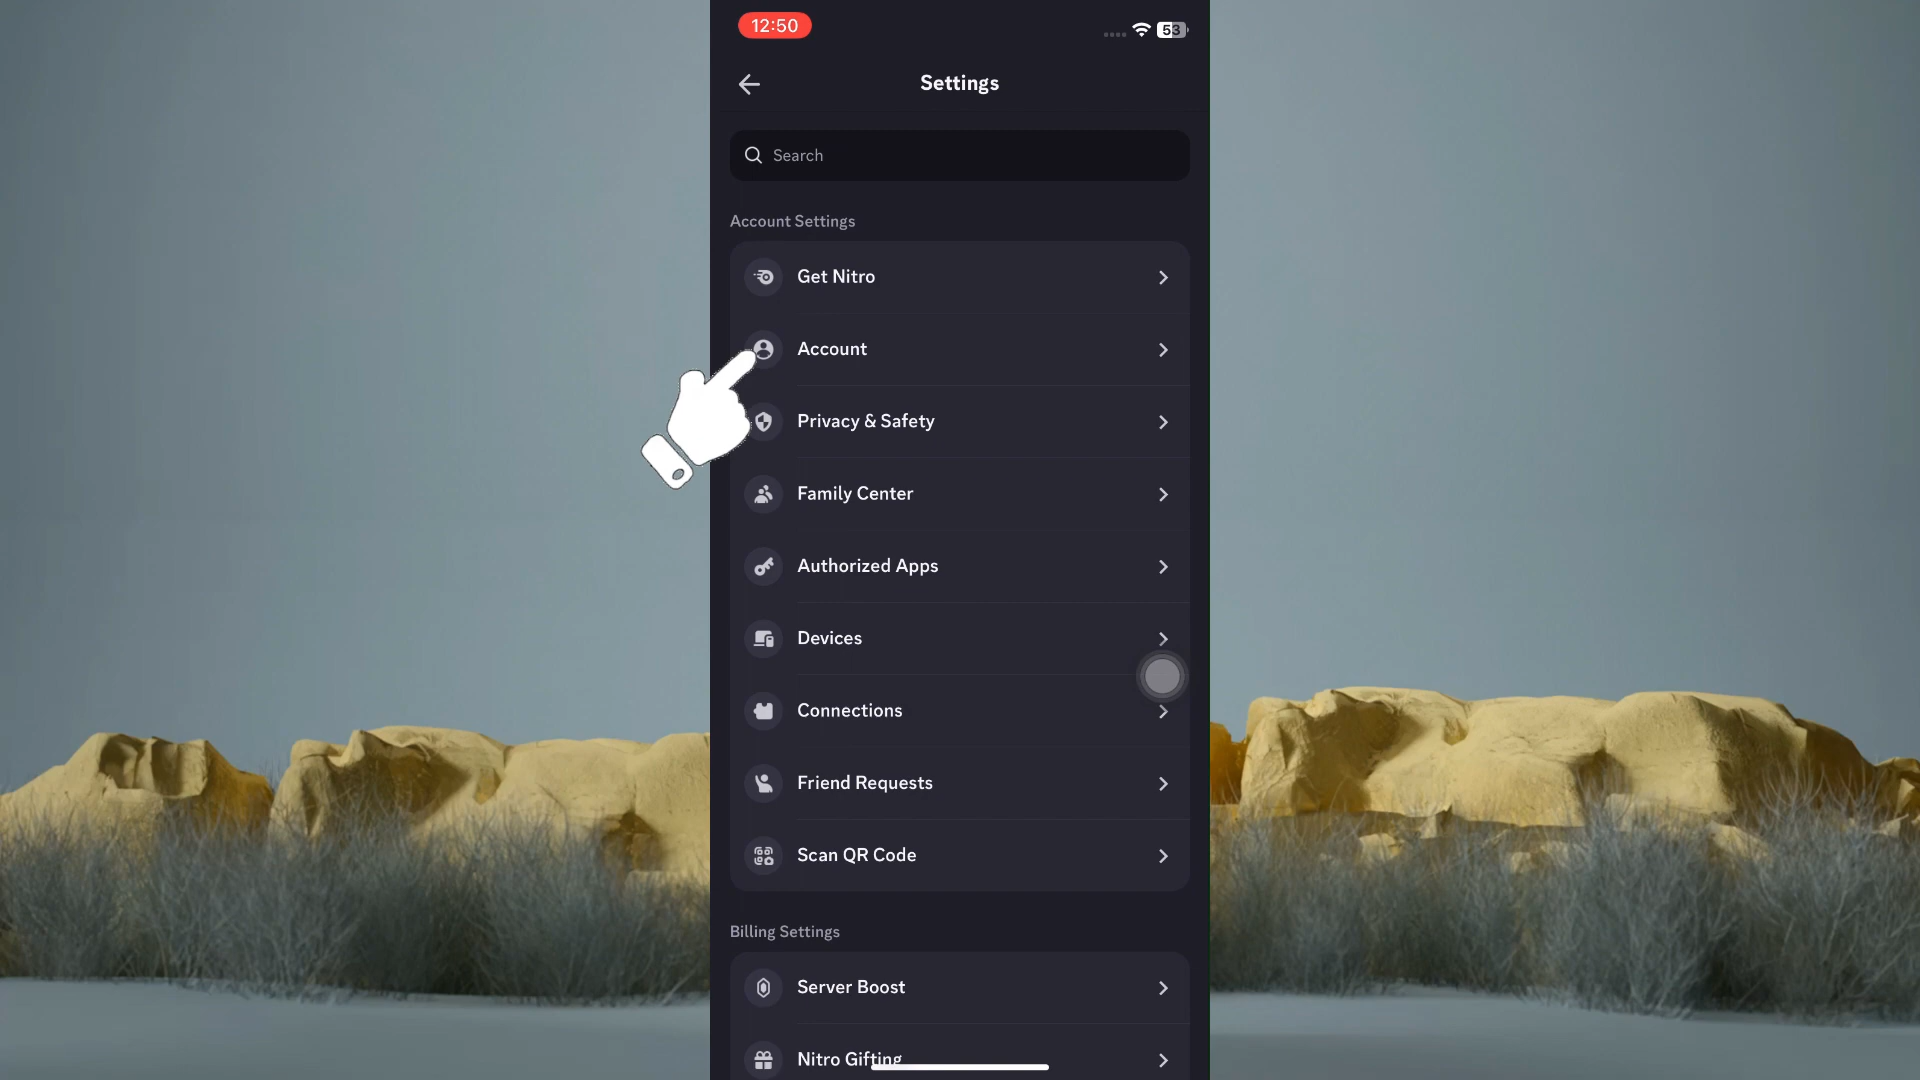 12:50
53
Settings
Search
Account Settings
Get Nitro
Account
Privacy & Safety
Family Center
Authorized Apps
Devices
Connections
Friend Requests
Scan QR Code
Billing Settings
Server Boost
Nitro Gifting